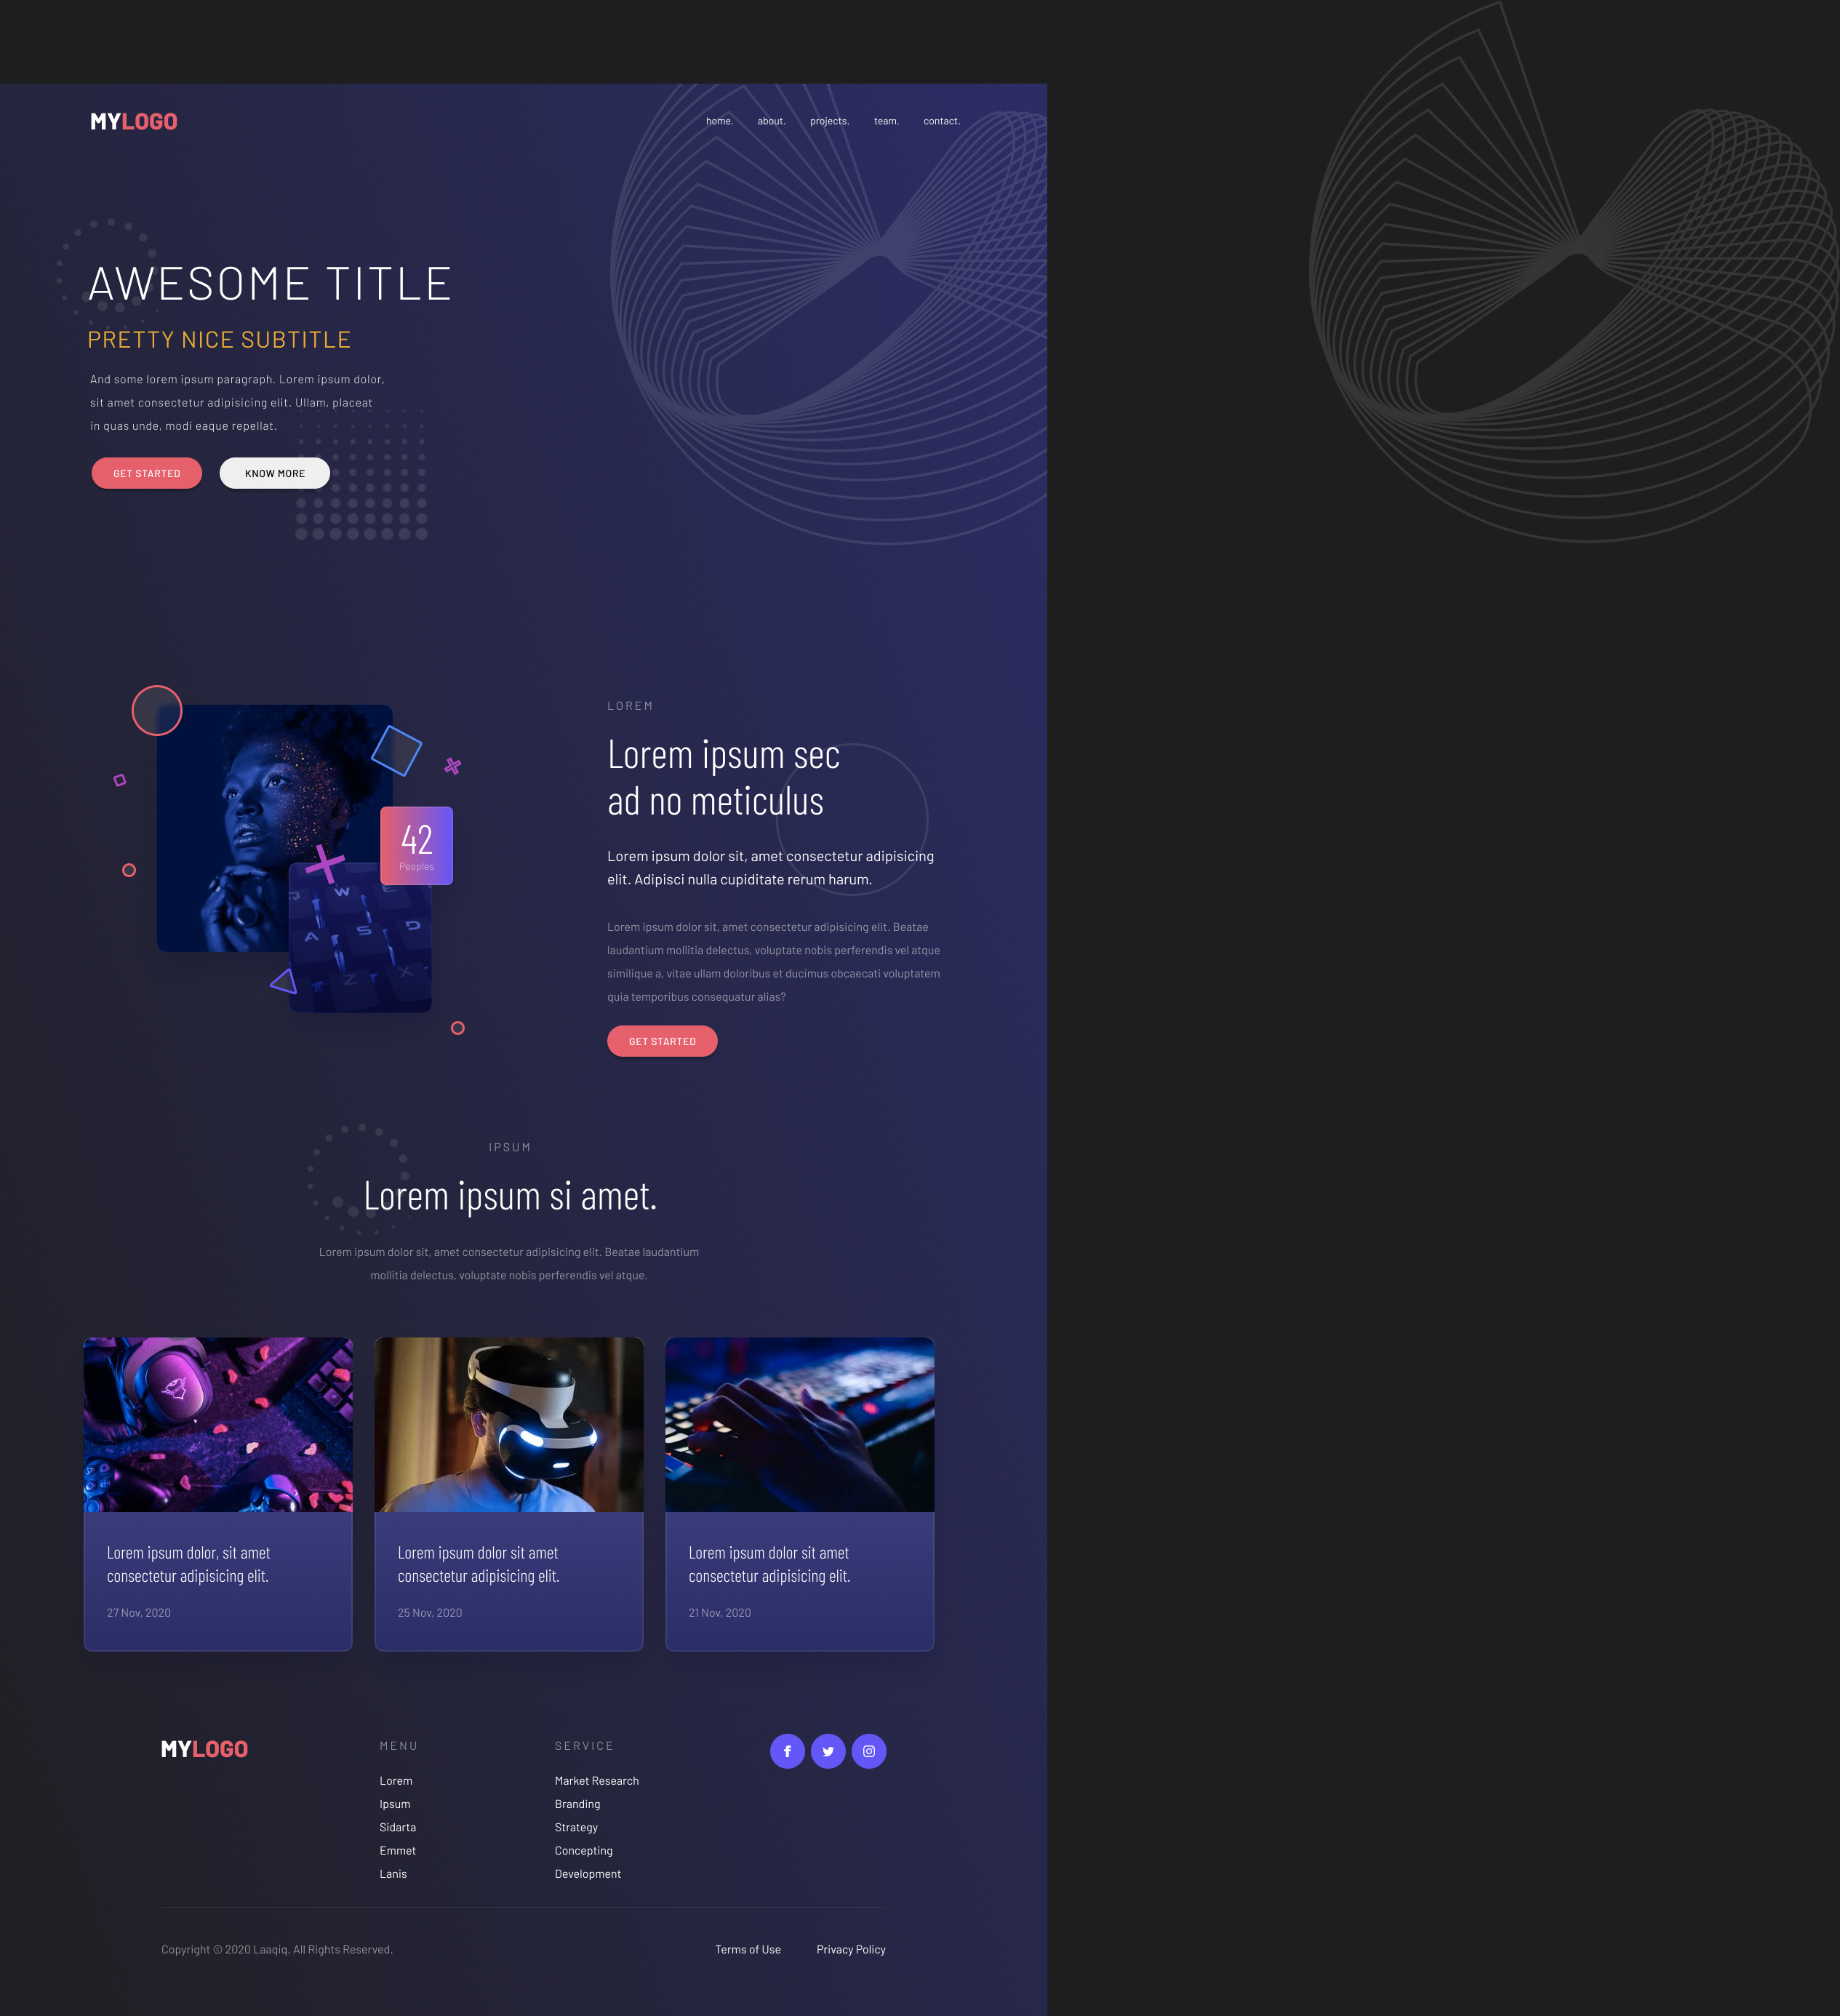 MYLOGO
home. about. projects. team. contact.
AWESOME TITLE
PRETTY NICE SUBTITLE
And some lorem ipsum paragraph. Lorem ipsum dolor,
sit amet consectetur adipisicing elit. Ullam, placeat
in quas unde, modi eaque repellat.
GET STARTED KNOW MORE
42
Peoples
W E
A S D
Z X
LOREM
Lorem ipsum sec
ad no meticulus
Lorem ipsum dolor sit, amet consectetur adipisicing
elit. Adipisci nulla cupiditate rerum harum.
Lorem ipsum dolor sit, amet consectetur adipisicing elit. Beatae
laudantium mollitia delectus, voluptate nobis perferendis vel atque
similique a, vitae ullam doloribus et ducimus obcaecati voluptatem
quia temporibus consequatur alias?
GET STARTED
IPSUM
Lorem ipsum si amet.
Lorem ipsum dolor sit, amet consectetur adipisicing elit. Beatae laudantium
mollitia delectus, voluptate nobis perferendis vel atque.
Lorem ipsum dolor, sit amet
consectetur adipisicing elit.
27 Nov, 2020
Lorem ipsum dolor sit amet
consectetur adipisicing elit.
25 Nov, 2020
Lorem ipsum dolor sit amet
consectetur adipisicing elit.
21 Nov, 2020
MYLOGO
MENU
Lorem
Ipsum
Sidarta
Emmet
Lanis
SERVICE
Market Research
Branding
Strategy
Concepting
Development
Copyright © 2020 Laaqiq. All Rights Reserved.
Terms of Use Privacy Policy